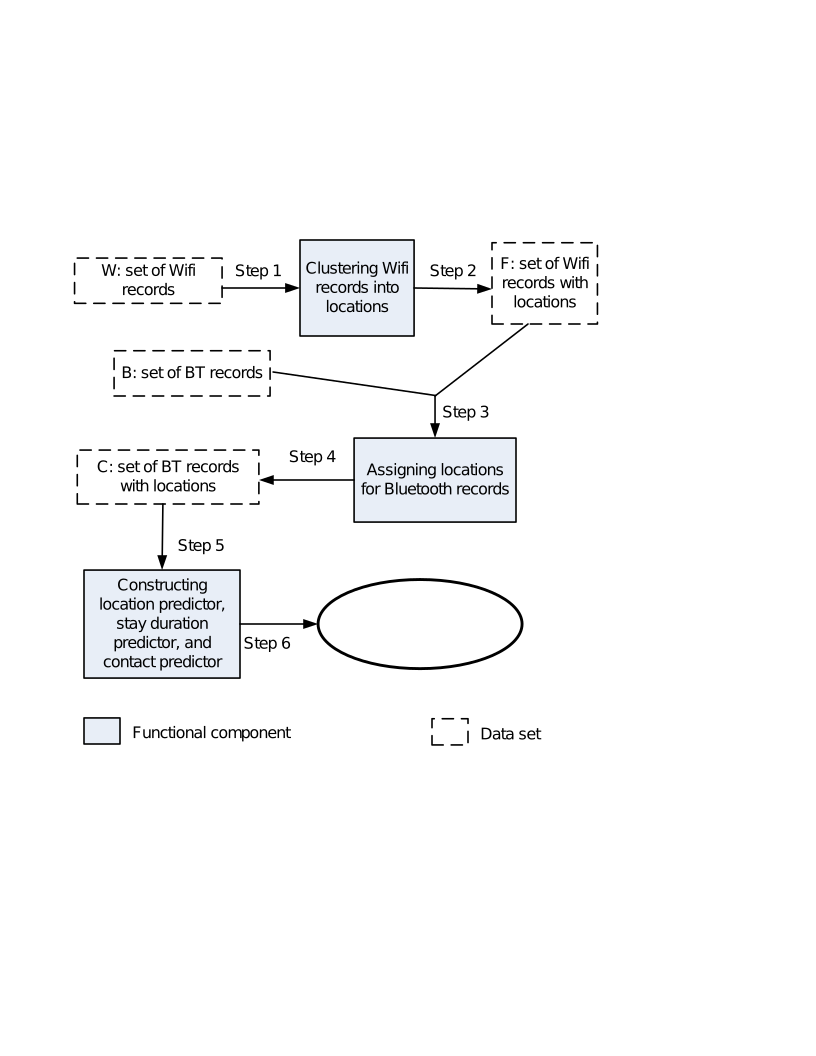 W: set of Wifi
records
Step 1
Clustering Wifi
records into
locations
Step 2
F: set of Wifi
records with
locations
B: set of BT records
Step 3
Assigning locations
for Bluetooth records
Step 4
C: set of BT records
with locations
Step 5
Constructing
location predictor,
stay duration
predictor, and
contact predictor
Step 6
Functional component
Data set